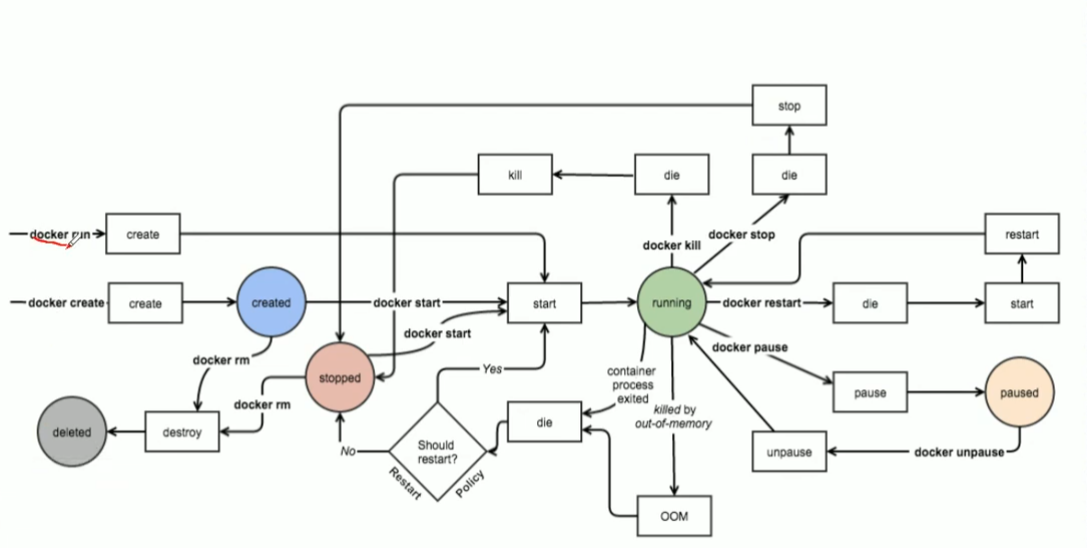 stop
kill
die
die
docker run
create
docker kill
docker stop
restart
docker create
create
created
docker start
start
running
docker restart
die
start
docker start
docker rm
stopped
Yes
docker pause
container
process
exited
docker rm
killed by
out-of-memory
pause
paused
deleted
destroy
die
No
Should
restart?
Restart
Policy
unpause
docker unpause
OOM